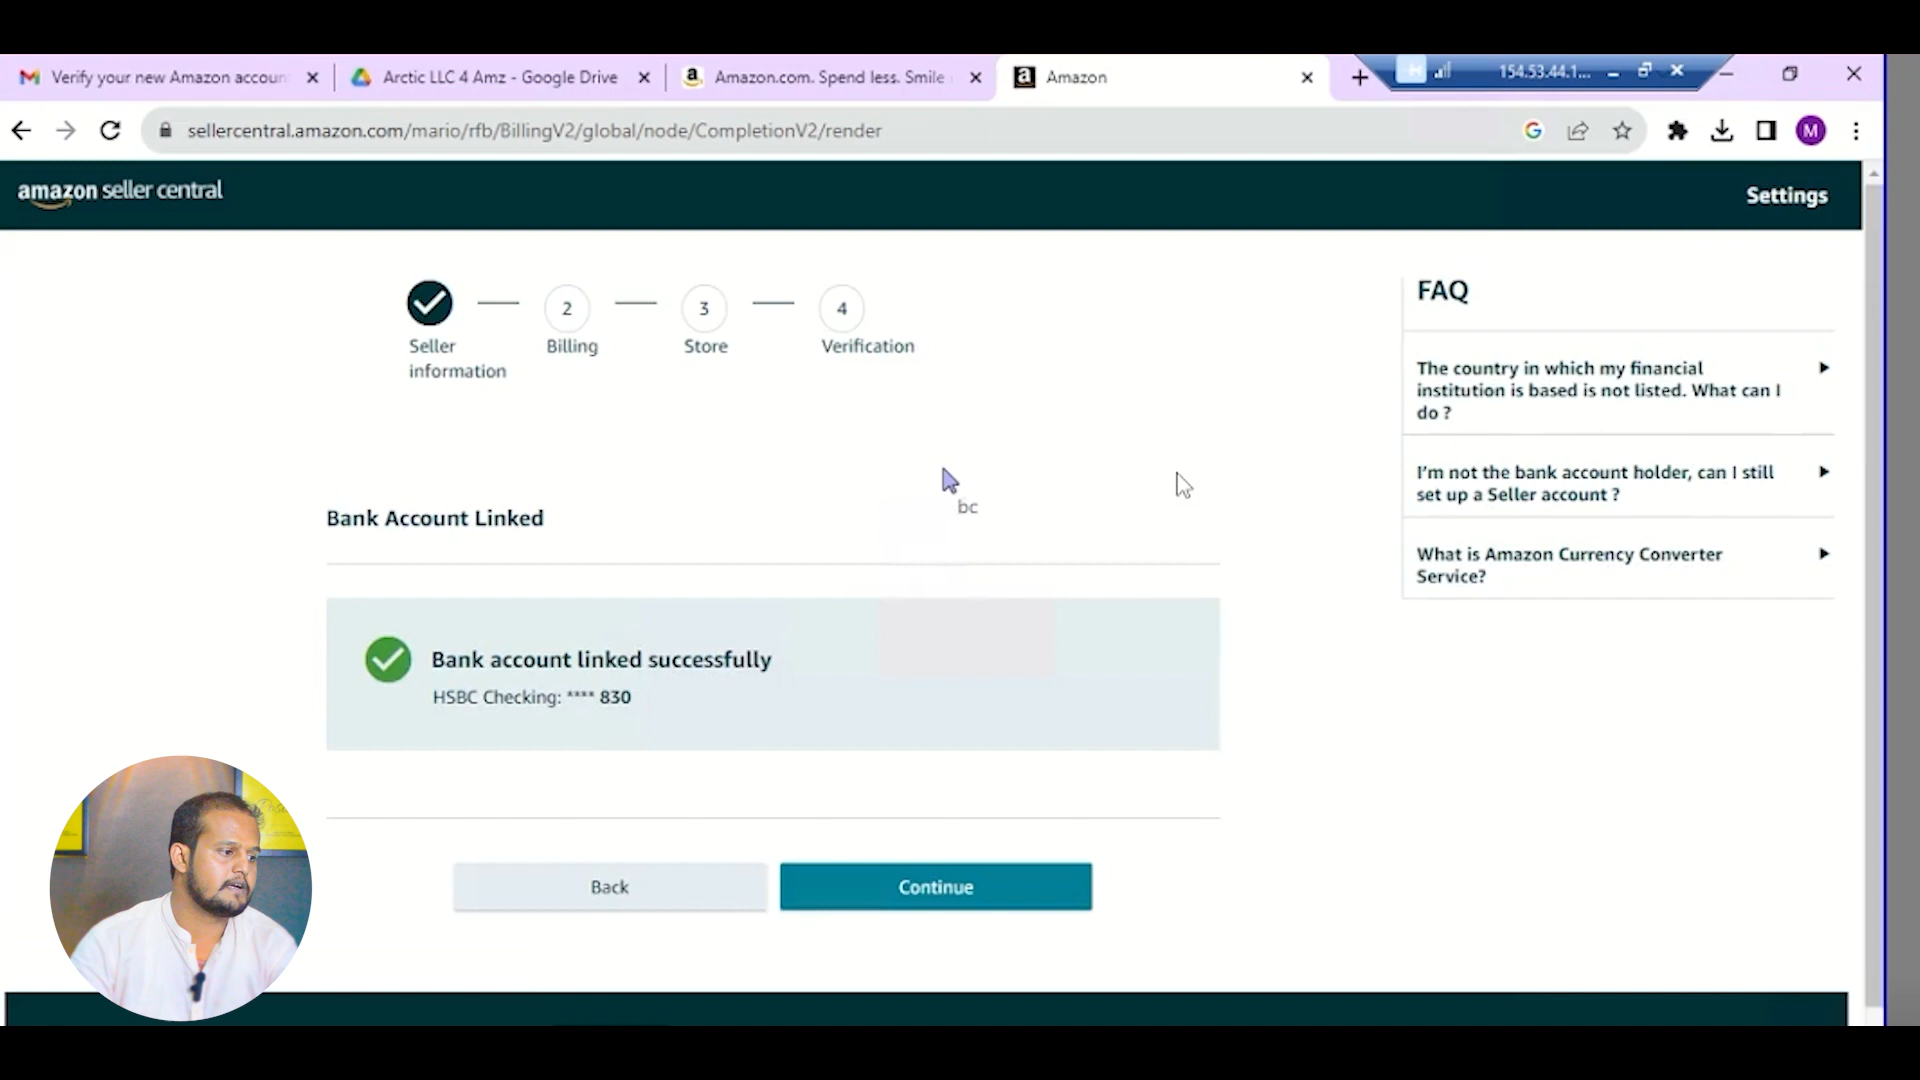 Verify your new Amazon accoun
Arctic LLC 4 Amz - Google Drive
Amazon.com. Spend less. Smile
Amazon
154.53.44.1...
sellercentral.amazon.com/mario/rfb/BillingV2/global/node/CompletionV2/render
M
amazon seller central
Settings
2
3
4
Seller
information
Billing
Store
Verification
FAQ
The country in which my financial
institution is based is not listed. What can I
do ?
I'm not the bank account holder, can I still
set up a Seller account ?
What is Amazon Currency Converter
Service?
bc
Bank Account Linked
Bank account linked successfully
HSBC Checking: **** 830
Back
Continue